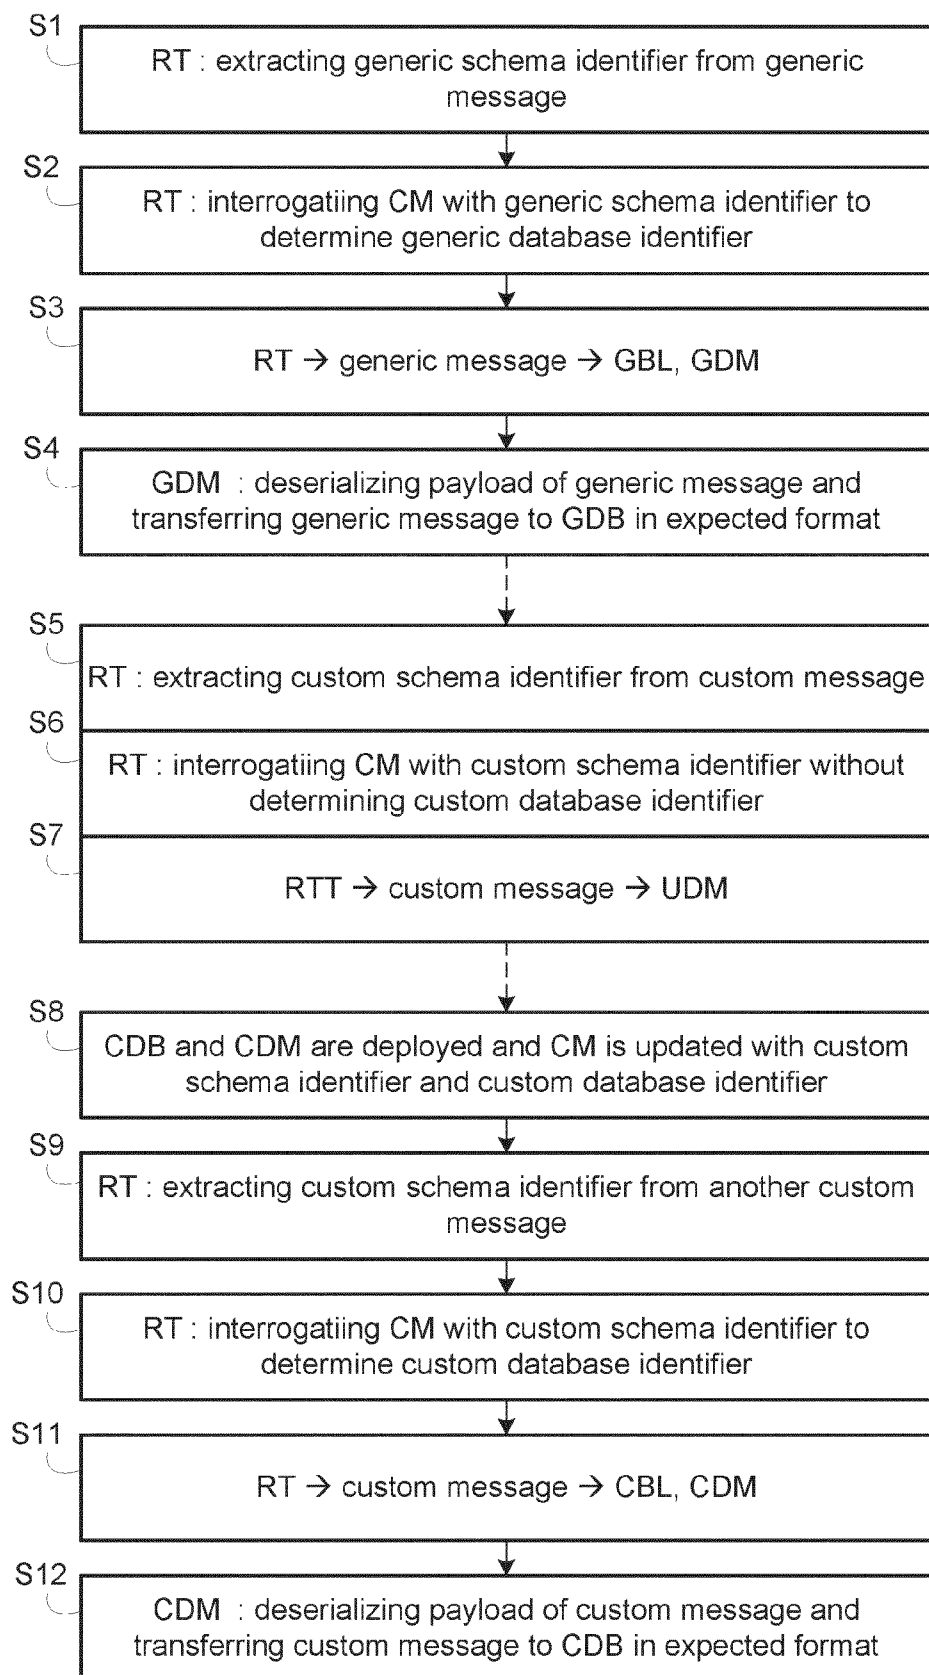 S1
RT : extracting generic schema identifier from generic
message
S2
RT : interrogatiing CM with generic schema identifier to
determine generic database identifier
S3
RT → generic message → GBL, GDM
S4
GDM : deserializing payload of generic message and
transferring generic message to GDB in expected format
S5
RT : extracting custom schema identifier from custom message
S6
RT : interrogatiing CM with custom schema identifier without
determining custom database identifier
S7
RTT → custom message → UDM
S8
CDB and CDM are deployed and CM is updated with custom
schema identifier and custom database identifier
S9
RT : extracting custom schema identifier from another custom
message
S10
RT : interrogatiing CM with custom schema identifier to
determine custom database identifier
S11
RT → custom message → CBL, CDM
S12
CDM : deserializing payload of custom message and
transferring custom message to CDB in expected format